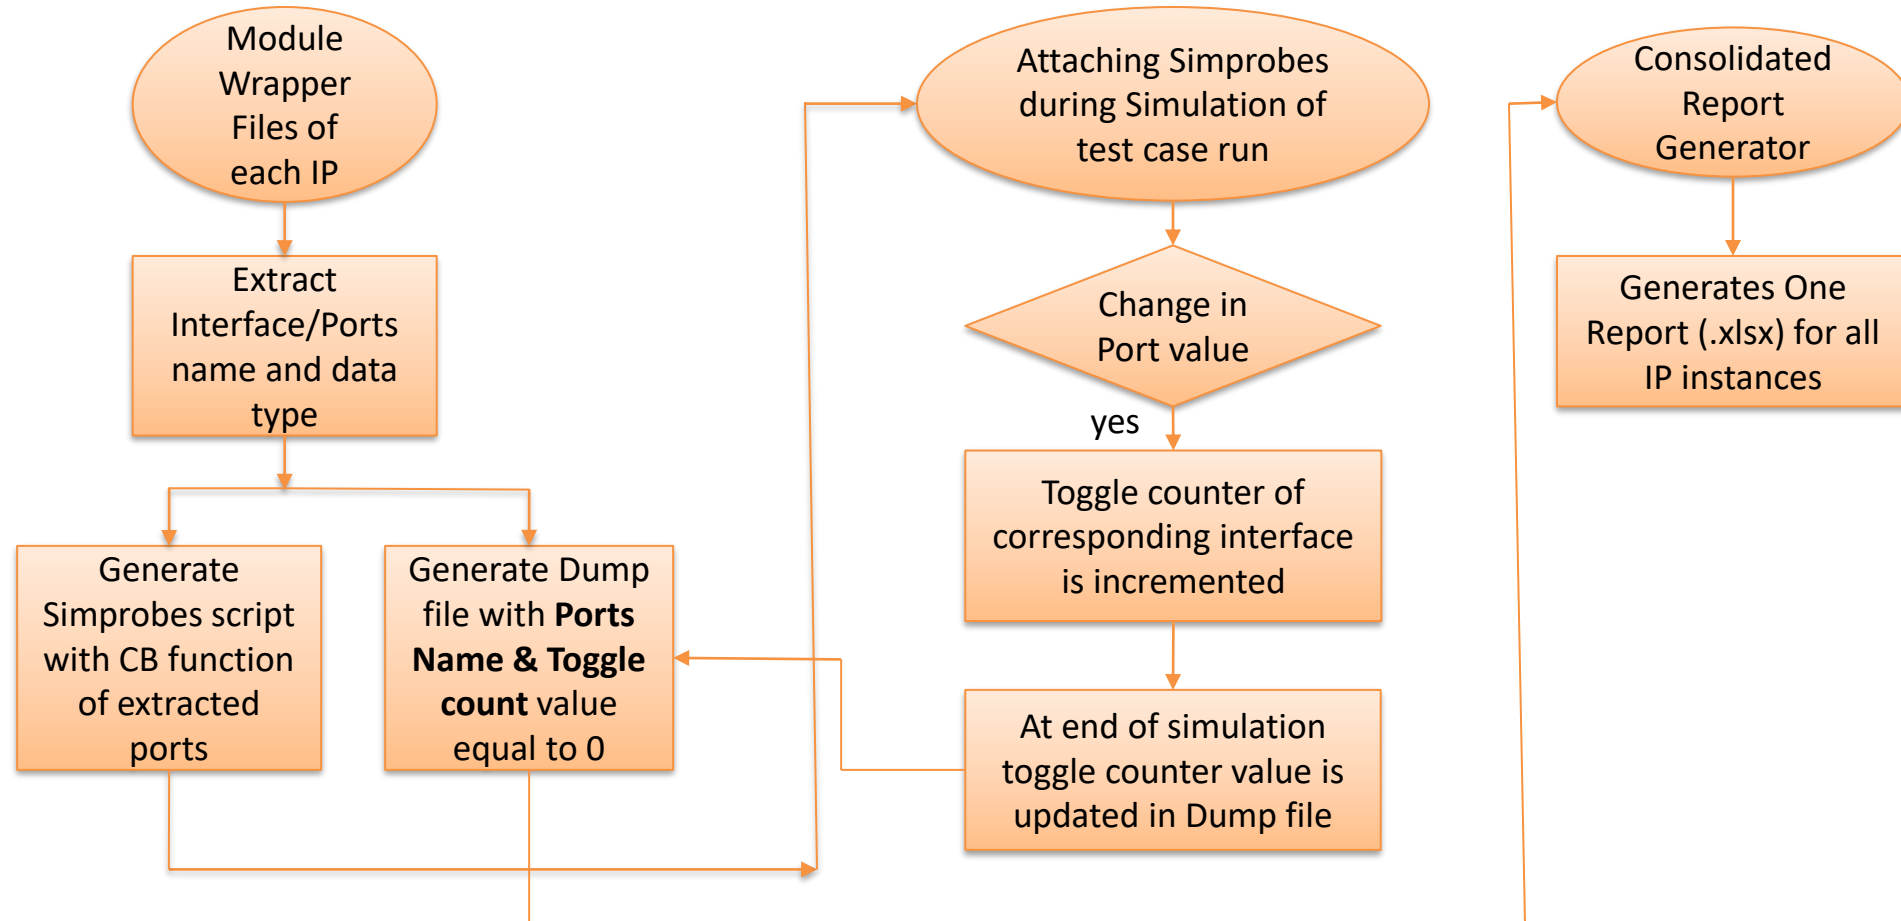 Module
Wrapper
Files of
each IP
Extract
Interface/Ports
name and data
type
Generate
Simprobes script
with CB function
of extracted
ports
Generate Dump
file with Ports
Name & Toggle
count value
equal to 0
Attaching Simprobes
during Simulation of
test case run
Change in
Port value
yes
Toggle counter of
corresponding interface
is incremented
At end of simulation
toggle counter value is
updated in Dump file
Consolidated
Report
Generator
Generates One
Report (.xlsx) for all
IP instances